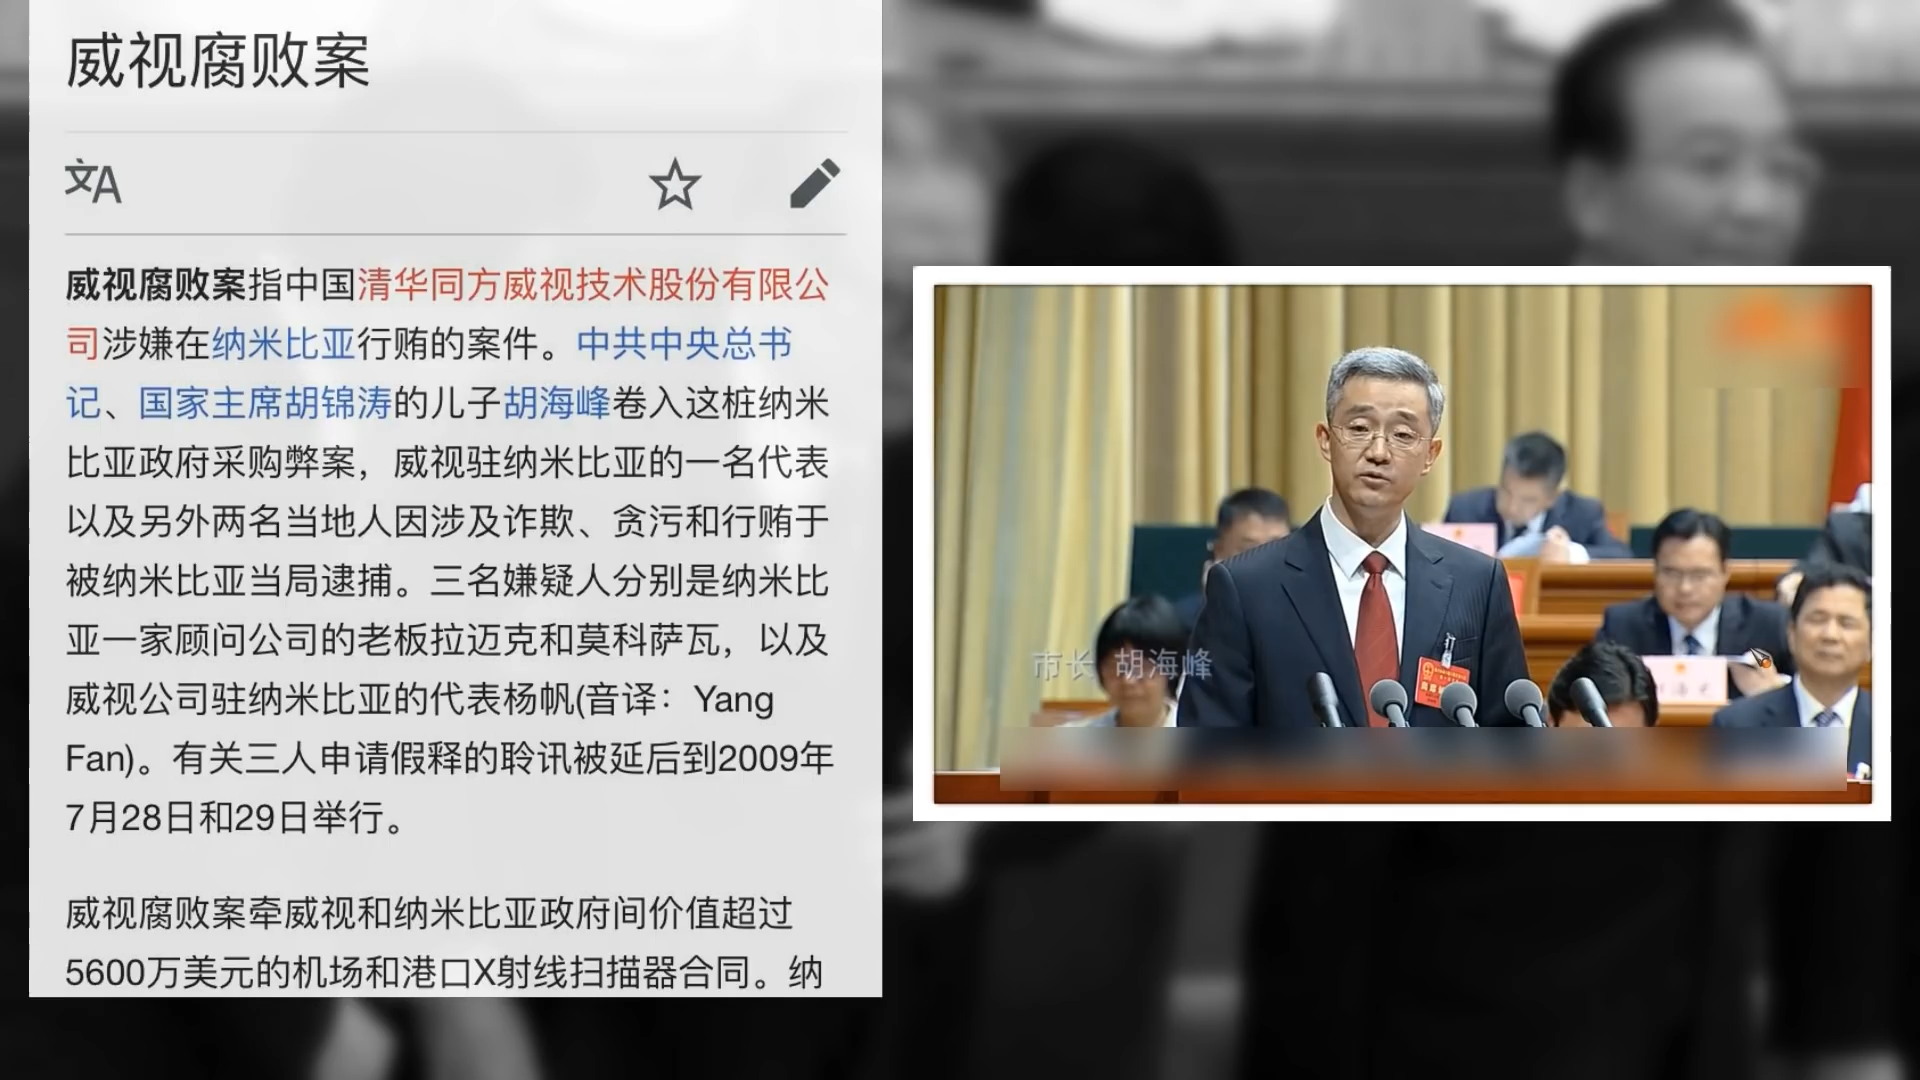 威视腐败案
文A
威视腐败案指中国清华同方威视技术股份有限公
司涉嫌在纳米比亚行贿的案件。中共中央总书
记、国家主席胡锦涛的儿子胡海峰卷入这桩纳米
比亚政府采购弊案，威视驻纳米比亚的一名代表
以及另外两名当地人因涉及诈欺、贪污和行贿于
被纳米比亚当局逮捕。三名嫌疑人分别是纳米比
亚一家顾问公司的老板拉迈克和莫科萨瓦，以及
威视公司驻纳米比亚的代表杨帆(音译：Yang
Fan)。有关三人申请假释的聆讯被延后到2009年
7月28日和29日举行。
威视腐败案牵威视和纳米比亚政府间价值超过
5600万美元的机场和港口X射线扫描器合同。纳
市长 胡海峰